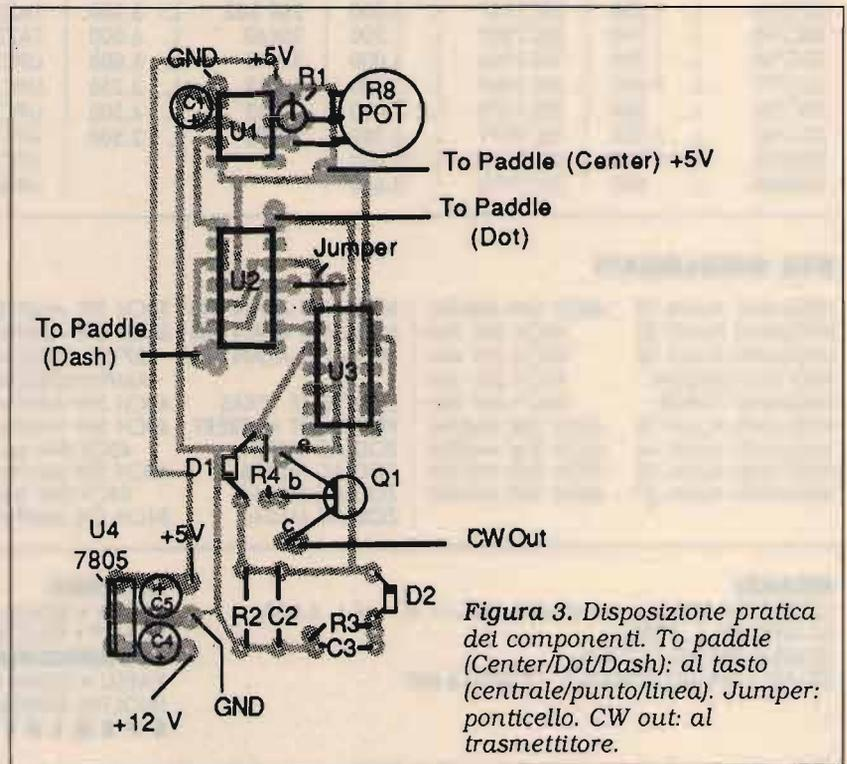 GND
+5V
C1
+
U1
R1
R8
POT
To Paddle (Center) +5V
To Paddle
(Dot)
Jumper
U2
To Paddle
(Dash)
U3
D1
R4
e
b
c
Q1
CW Out
U4
7805
+5V
+
C5
C4
+
+12 V
GND
R2
C2
R3
C3
D2
Figura 3. Disposizione pratica
dei componenti. To paddle
(Center/Dot/Dash): al tasto
(centrale/punto/linea). Jumper:
ponticello. CW out: al
trasmettitore.